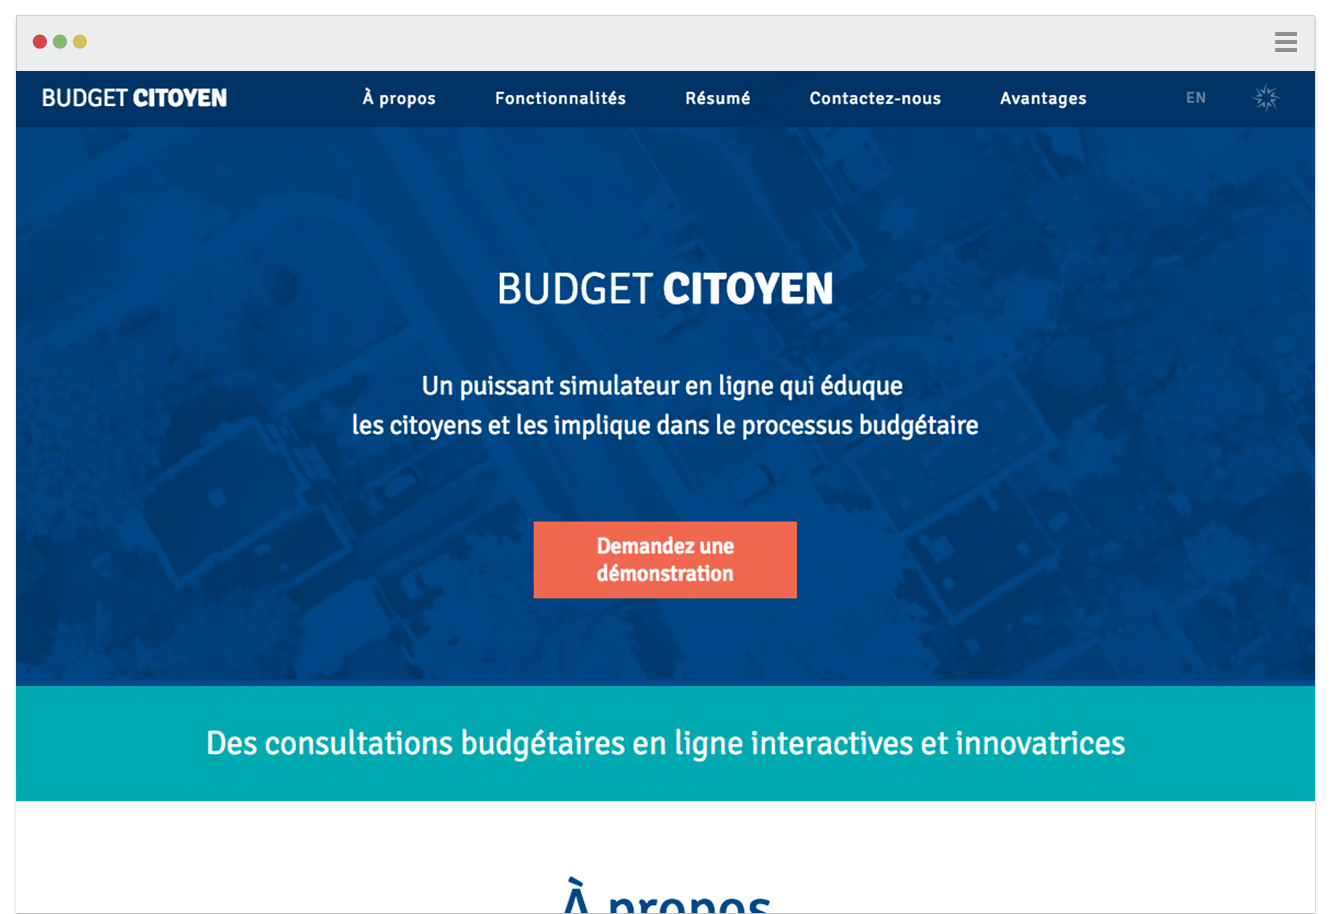 BUDGET CITOYEN
À propos
Fonctionnalités
Résumé
Contactez-nous
Avantages
EN
BUDGET CITOYEN
Un puissant simulateur en ligne qui éduque
les citoyens et les implique dans le processus budgétaire
Demandez une
démonstration
Des consultations budgétaires en ligne interactives et innovatrices
À propos